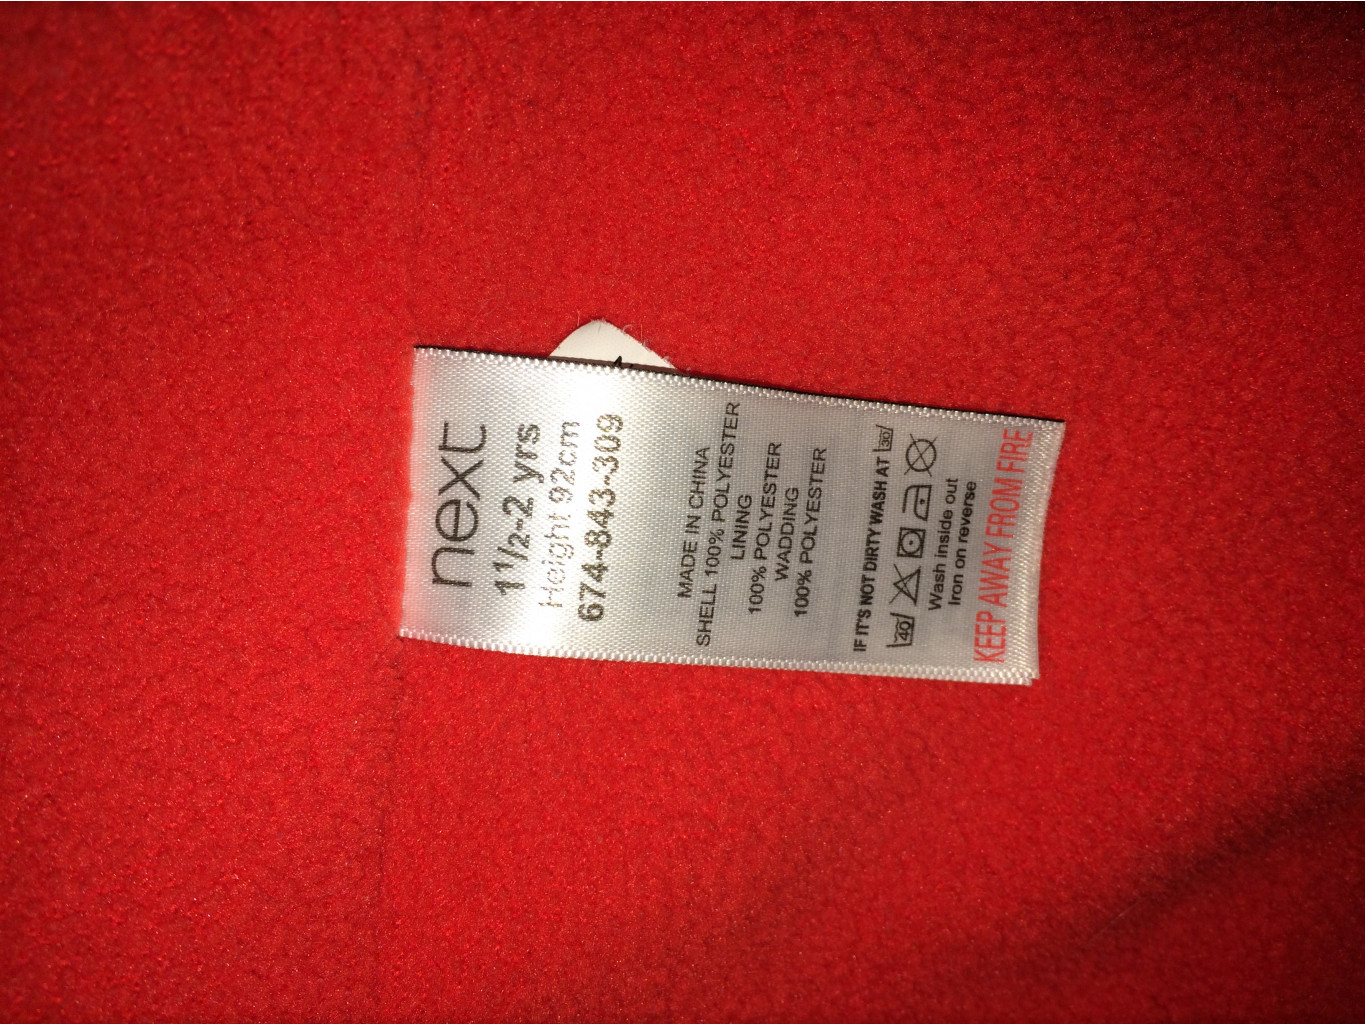 next
1½-2 yrs
Height 92cm
674-843-309
MADE IN CHINA
SHELL 100% POLYESTER
LINING
100% POLYESTER
WADDING
100% POLYESTER
IF IT'S NOT DIRTY WASH AT 30
40
Wash inside out
Iron on reverse
KEEP AWAY FROM FIRE